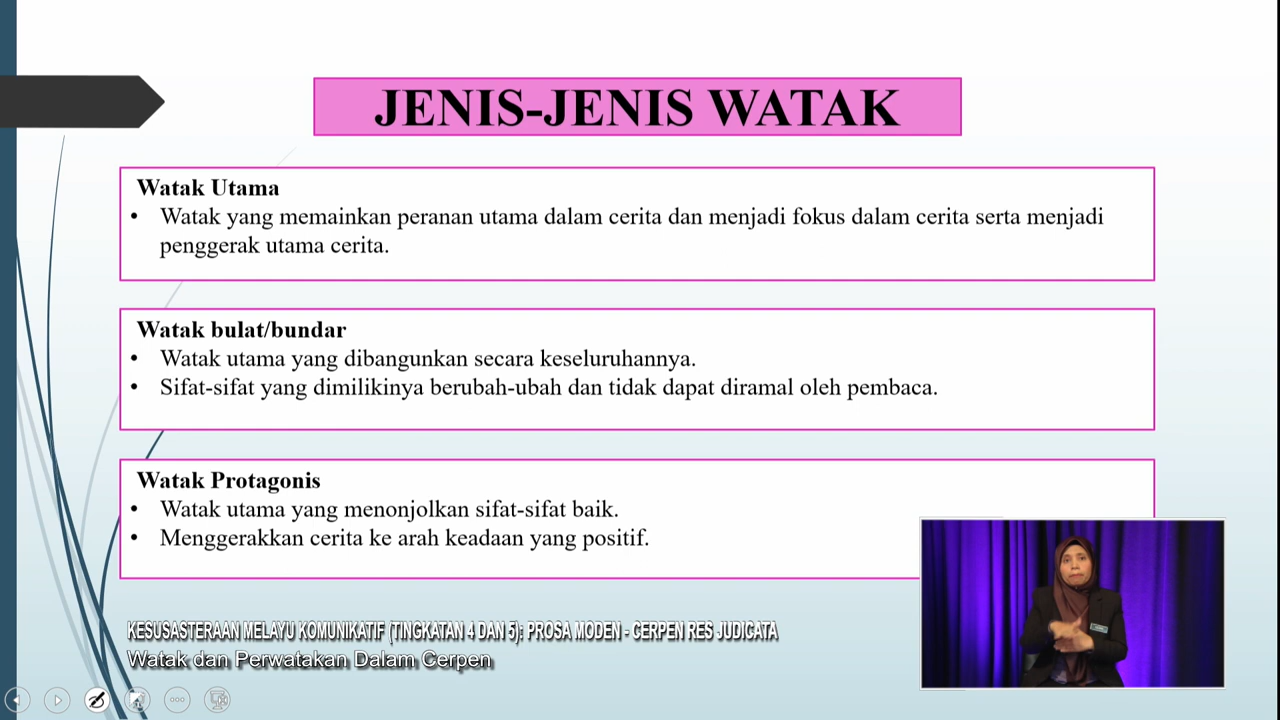 JENIS-JENIS WATAK
Watak Utama
• Watak yang memainkan peranan utama dalam cerita dan menjadi fokus dalam cerita serta menjadi
penggerak utama cerita.
Watak bulat/bundar
• Watak utama yang dibangunkan secara keseluruhannya.
• Sifat-sifat yang dimilikinya berubah-ubah dan tidak dapat diramal oleh pembaca.
Watak Protagonis
• Watak utama yang menonjolkan sifat-sifat baik.
• Menggerakkan cerita ke arah keadaan yang positif.
KESUSASTERAAN MELAYU KOMUNIKATIF (TINGKATAN 4 DAN 5): PROSA MODEN - CERPEN RES JUDICATA
Watak dan Perwatakan Dalam Cerpen